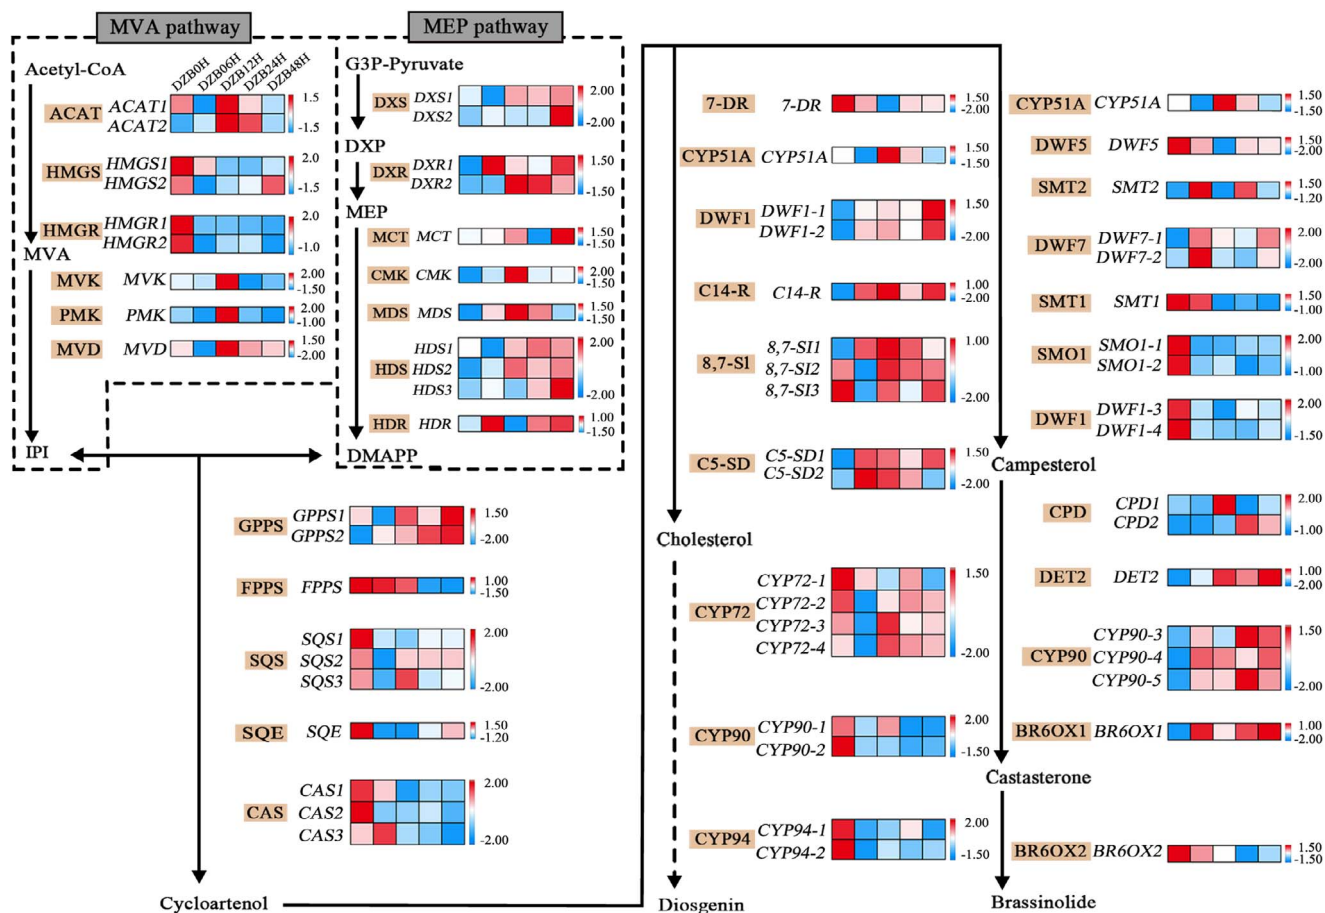 MVA pathway
MEP pathway
DZB0H
DZB06H
DZB12H
DZB24H
DZB48H
Acetyl-CoA
ACAT
ACAT1
ACAT2
1.5
-1.5
HMGS
HMGS1
HMGS2
2.0
-1.5
HMGR
HMGR1
HMGR2
2.0
-1.0
MVA
MVK
MVK
2.00
-1.50
PMK
PMK
2.00
-1.00
MVD
MVD
1.50
-2.00
IPI
G3P-Pyruvate
DXS
DXS1
DXS2
2.00
-2.00
DXP
DXR
DXR1
DXR2
1.50
-1.50
MEP
MCT
MCT
1.50
-1.50
CMK
CMK
2.00
-1.50
MDS
MDS
1.50
-1.50
HDS
HDS1
HDS2
HDS3
2.00
-2.00
HDR
HDR
1.00
-1.50
DMAPP
GPPS
GPPS1
GPPS2
1.50
-2.00
FPPS
FPPS
1.00
-1.50
SQS
SQS1
SQS2
SQS3
2.00
-2.00
SQE
SQE
1.50
-1.20
CAS
CAS1
CAS2
CAS3
2.00
-2.00
Cycloartenol
7-DR
7-DR
1.50
-2.00
CYP51A
CYP51A
1.50
-1.50
DWF1
DWF1-1
DWF1-2
1.50
-2.00
C14-R
C14-R
1.00
-2.00
8,7-Sl
8,7-SI1
8,7-SI2
8,7-SI3
1.00
-2.00
C5-SD
C5-SD1
C5-SD2
1.50
-2.00
Cholesterol
CYP72
CYP72-1
CYP72-2
CYP72-3
CYP72-4
1.50
-2.00
CYP90
CYP90-1
CYP90-2
2.00
-1.50
CYP94
CYP94-1
CYP94-2
2.00
-1.50
Diosgenin
CYP51A
CYP51A
1.50
-1.50
DWF5
DWF5
1.50
-2.00
SMT2
SMT2
1.50
-1.20
DWF7
DWF7-1
DWF7-2
2.00
-2.00
SMT1
SMT1
1.50
-1.00
SMO1
SMO1-1
SMO1-2
2.00
-1.00
DWF1
DWF1-3
DWF1-4
2.00
-1.50
Campesterol
CPD
CPD1
CPD2
2.00
-1.00
DET2
DET2
1.00
-2.00
CYP90
CYP90-3
CYP90-4
CYP90-5
1.50
-2.00
BR6OX1
BR6OX1
1.00
-2.00
Castasterone
BR6OX2
BR6OX2
1.50
-1.50
Brassinolide